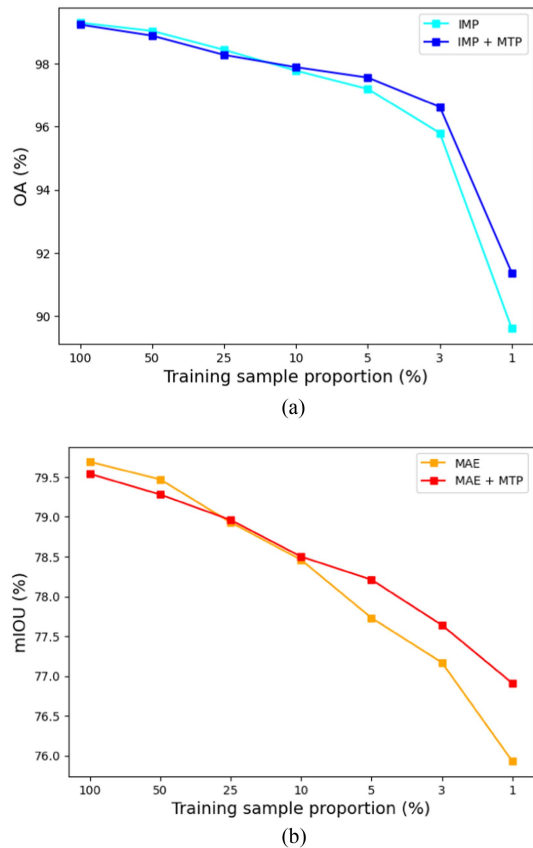 IMP
IMP + MTP
98
96
94
92
90
OA (%)
100 50 25 10 5 3 1
Training sample proportion (%)
(a)
MAE
MAE + MTP
79.5
79.0
78.5
78.0
77.5
77.0
76.5
76.0
mIOU (%)
100 50 25 10 5 3 1
Training sample proportion (%)
(b)